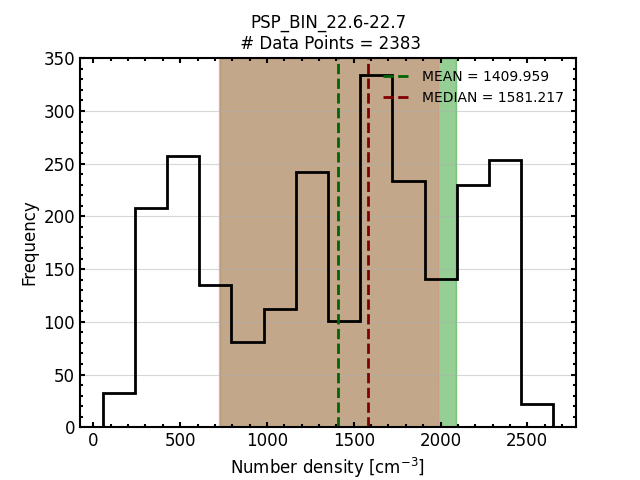 PSP_BIN_22.6-22.7
# Data Points = 2383
350
300
250
200
150
100
50
0
Frequency
MEAN = 1409.959
MEDIAN = 1581.217
0 500 1000 1500 2000 2500
Number density [cm⁻³]